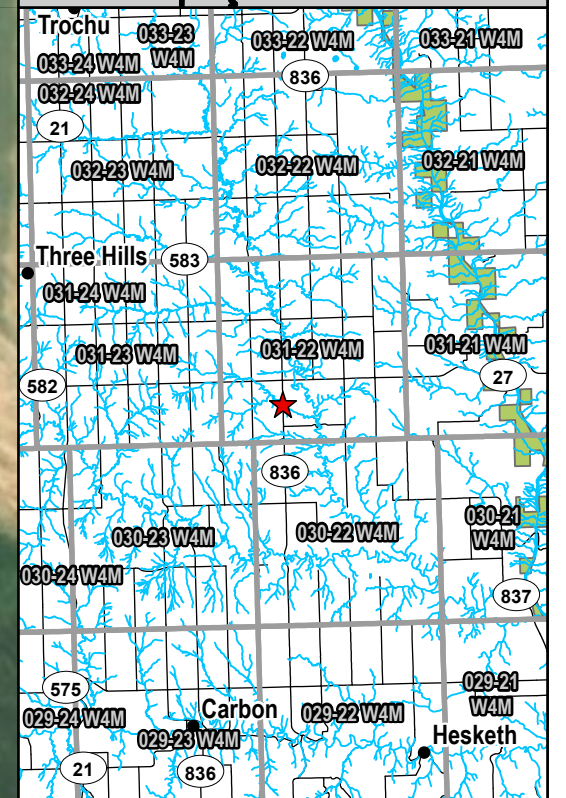 Trochu
033-23
W4M
033-22 W4M
033-21 W4M
033-24 W4M
836
032-24 W4M
21
032-23 W4M
032-22 W4M
032-21 W4M
Three Hills
583
031-24 W4M
031-23 W4M
031-22 W4M
031-21 W4M
27
582
836
030-23 W4M
030-22 W4M
030-21
W4M
030-24 W4M
837
575
029-21
W4M
029-24 W4M
Carbon
029-22 W4M
029-23 W4M
Hesketh
21
836